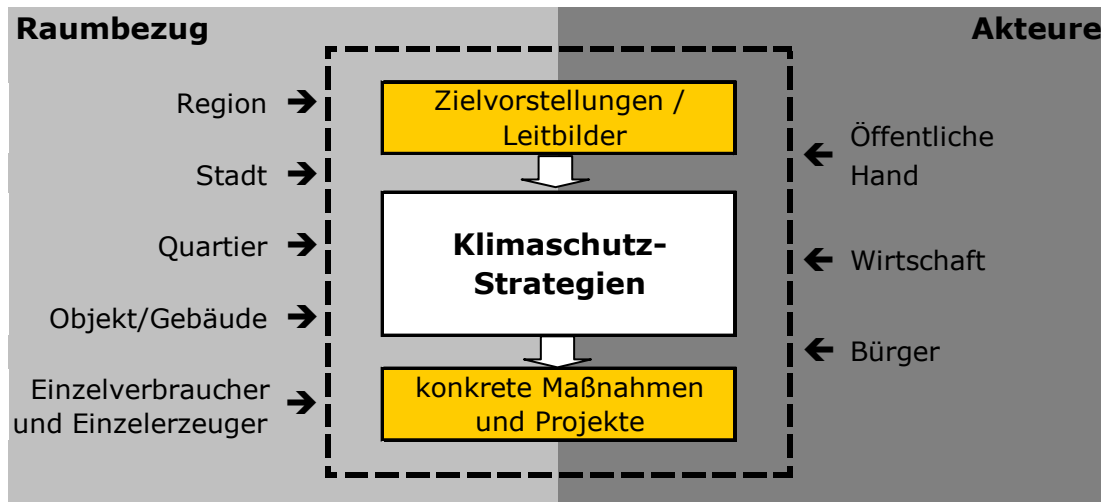 Raumbezug
Akteure
Region
Stadt
Quartier
Objekt/Gebäude
Einzelverbraucher
und Einzelerzeuger
Zielvorstellungen /
Leitbilder
Klimaschutz-
Strategien
konkrete Maßnahmen
und Projekte
Öffentliche
Hand
Wirtschaft
Bürger